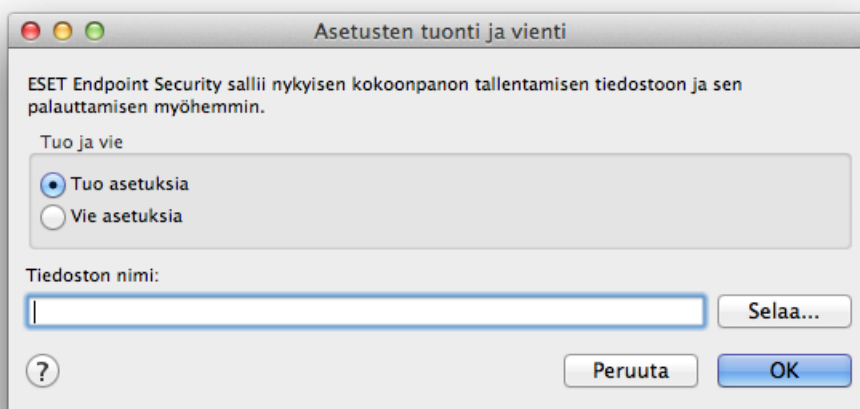 Asetusten tuonti ja vienti
ESET Endpoint Security sallii nykyisen kokoonpanon tallentamisen tiedostoon ja sen
palauttamisen myöhemmin.
Tuo ja vie
Tuo asetuksia
Vie asetuksia
Tiedoston nimi:
Selaa...
?
Peruuta
OK